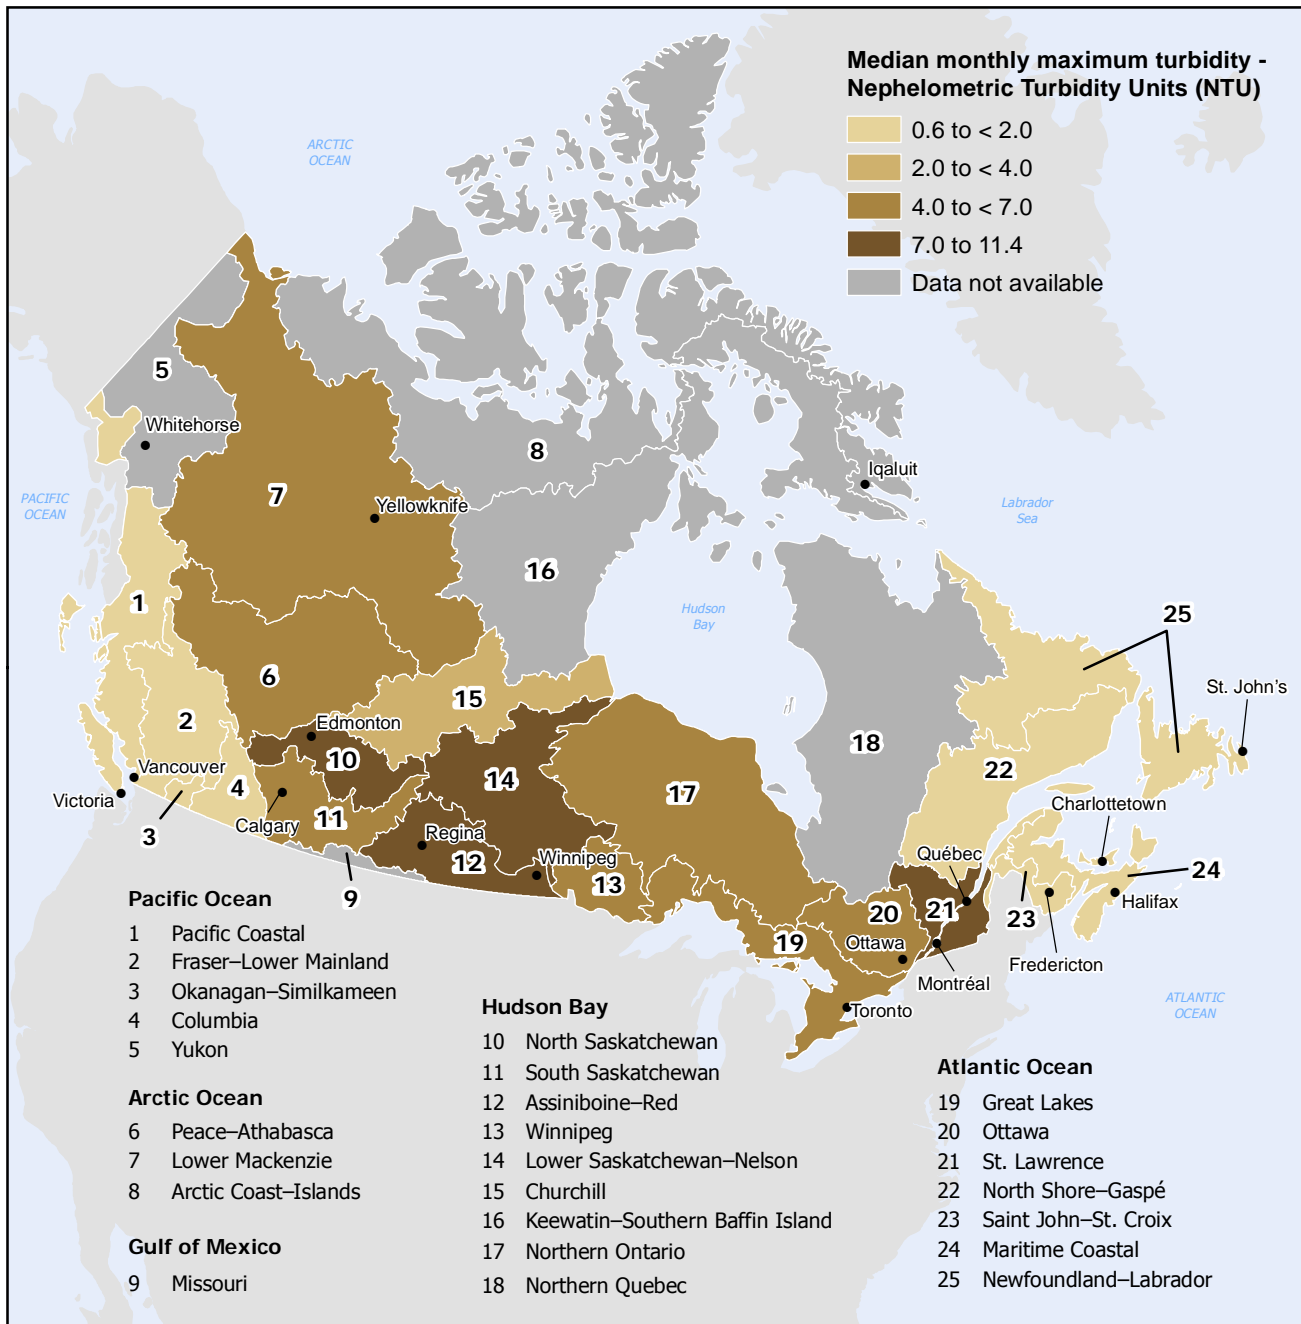 Median monthly maximum turbidity -
Nephelometric Turbidity Units (NTU)
0.6 to < 2.0
2.0 to < 4.0
4.0 to < 7.0
7.0 to 11.4
Data not available
ARCTIC
OCEAN
5
Whitehorse
8
Iqaluit
7
PACIFIC
OCEAN
Yellowknife
Labrador
Sea
16
1
Hudson
Bay
25
6
15
St. John's
2
Edmonton
18
10
14
22
Vancouver
4
17
Victoria
3
Calgary
11
Regina
Charlottetown
12
Winnipeg
Québec
9
13
24
Halifax
20
21
23
19
Ottawa
Fredericton
Montréal
Toronto
ATLANTIC
OCEAN
Pacific Ocean
1 Pacific Coastal
2 Fraser–Lower Mainland
3 Okanagan–Similkameen
4 Columbia
5 Yukon
Arctic Ocean
6 Peace–Athabasca
7 Lower Mackenzie
8 Arctic Coast–Islands
Gulf of Mexico
9 Missouri
Hudson Bay
10 North Saskatchewan
11 South Saskatchewan
12 Assiniboine–Red
13 Winnipeg
14 Lower Saskatchewan–Nelson
15 Churchill
16 Keewatin–Southern Baffin Island
17 Northern Ontario
18 Northern Quebec
Atlantic Ocean
19 Great Lakes
20 Ottawa
21 St. Lawrence
22 North Shore–Gaspé
23 Saint John–St. Croix
24 Maritime Coastal
25 Newfoundland–Labrador